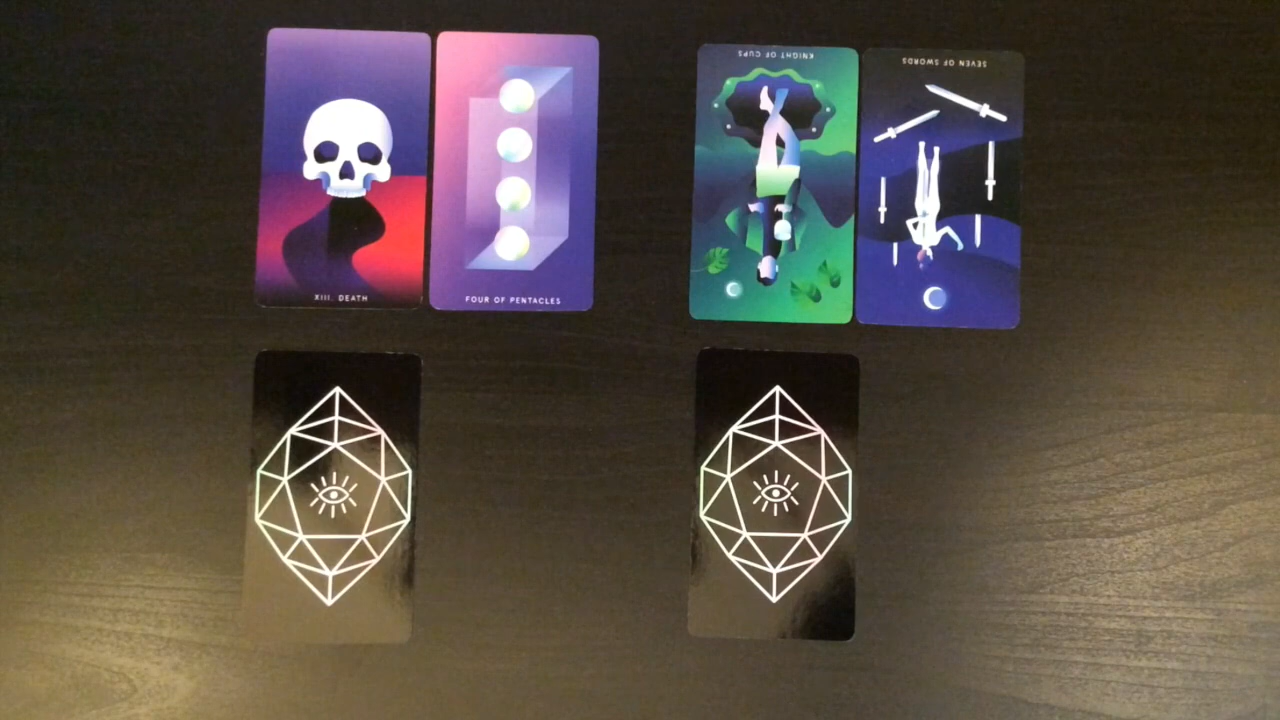 XIII. DEATH
FOUR OF PENTACLES
KNIGHT OF CUPS
SEVEN OF SWORDS